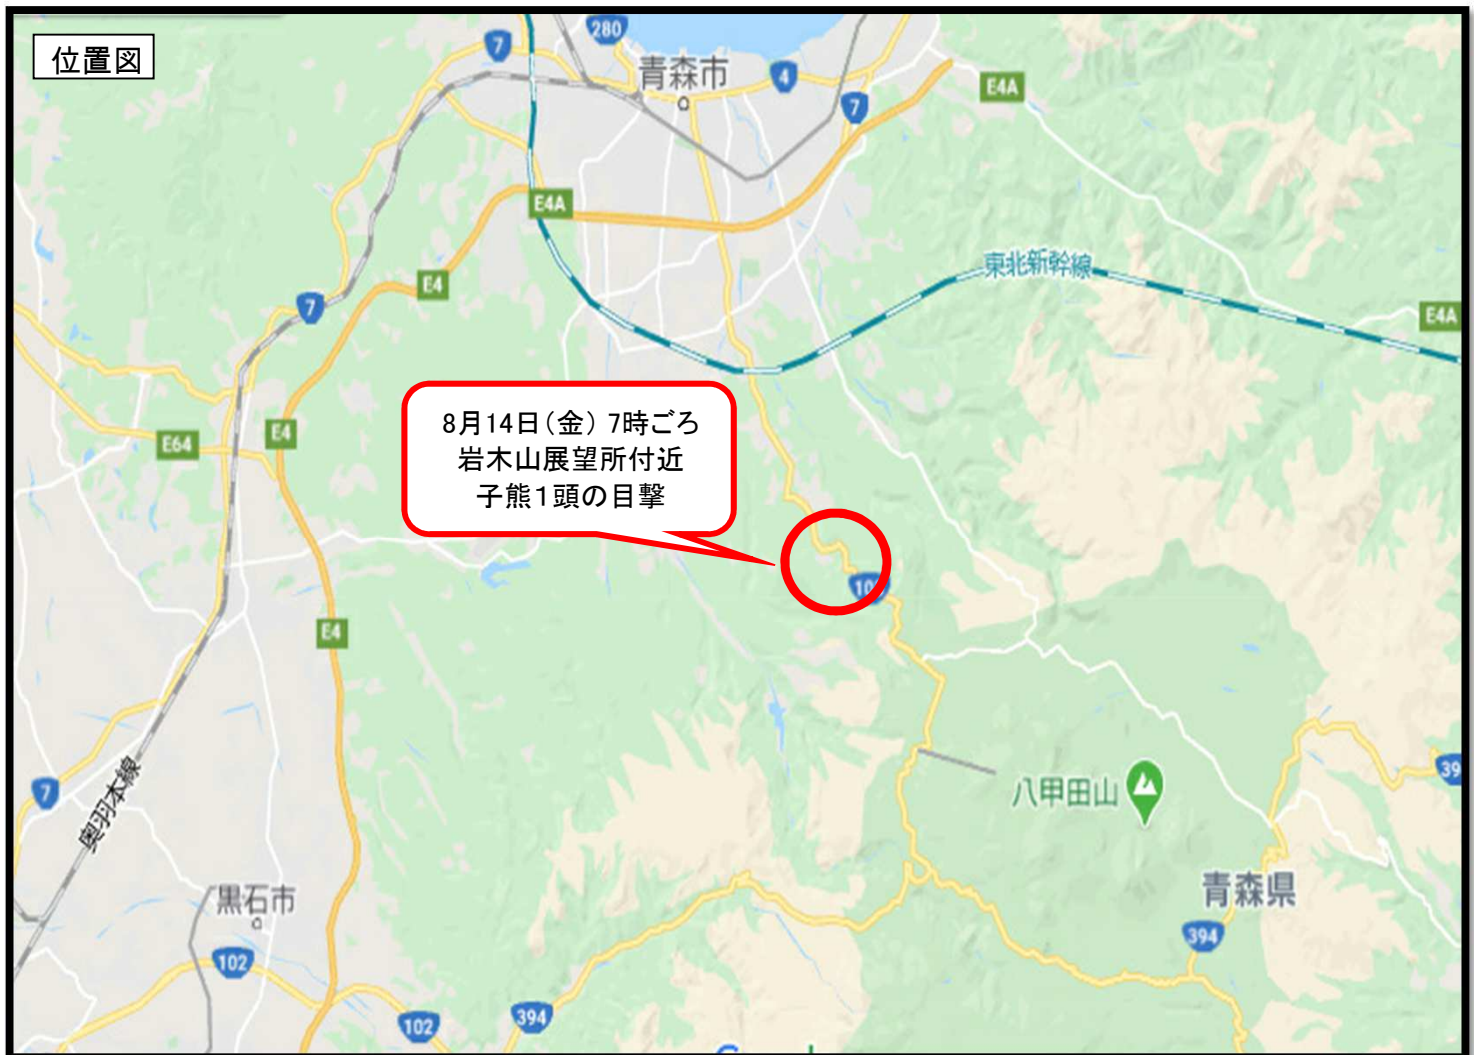 位置図
280
7
青森市
4
E4A
7
E4A
東北新幹線
E4
7
E4A
8月14日(金) 7時ごろ
岩木山展望所付近
子熊1頭の目撃
E64
E4
E4
八甲田山
7
奥羽本線
黒石市
青森県
394
102
102
394